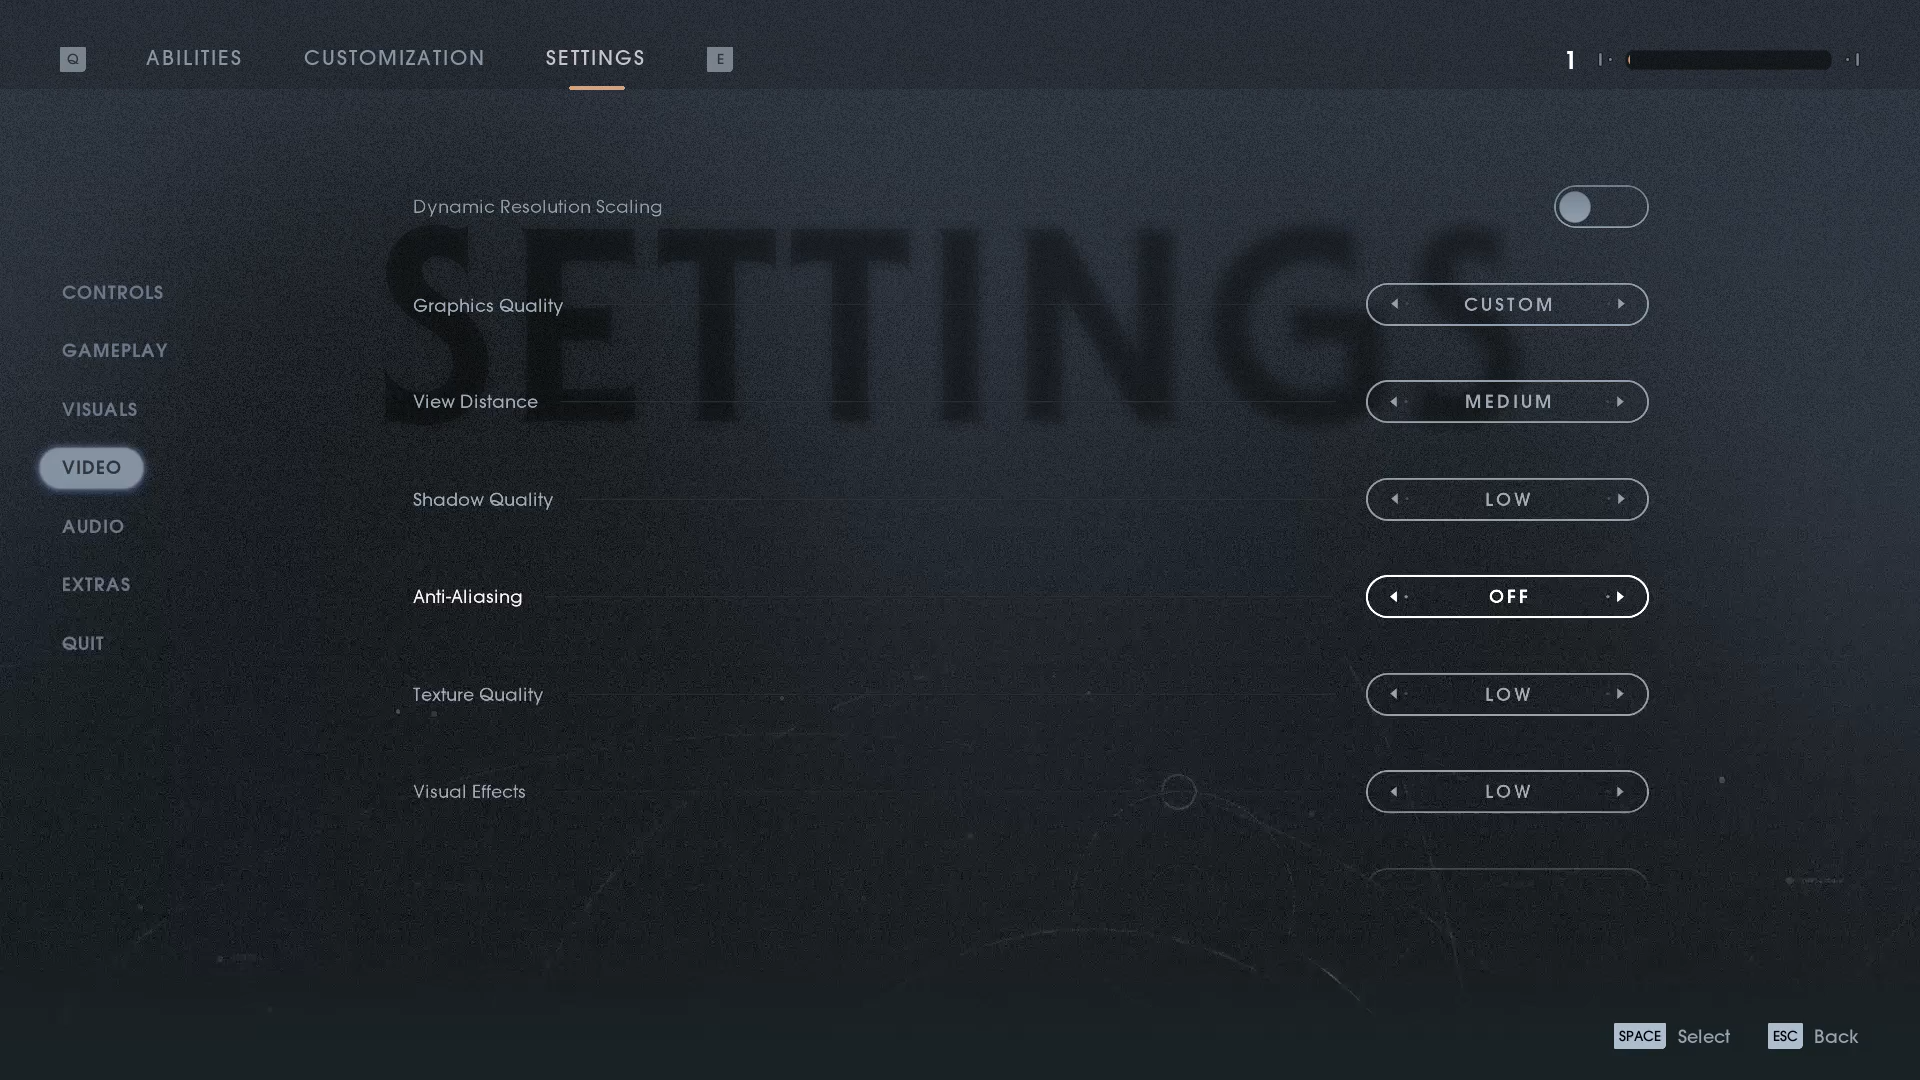 Q ABILITIES CUSTOMIZATION SETTINGS E 1
SETTINGS
Dynamic Resolution Scaling
CONTROLS
Graphics Quality CUSTOM
GAMEPLAY
View Distance MEDIUM
VISUALS
VIDEO
Shadow Quality LOW
AUDIO
EXTRAS
Anti-Aliasing OFF
QUIT
Texture Quality LOW
Visual Effects LOW
SPACE Select ESC Back